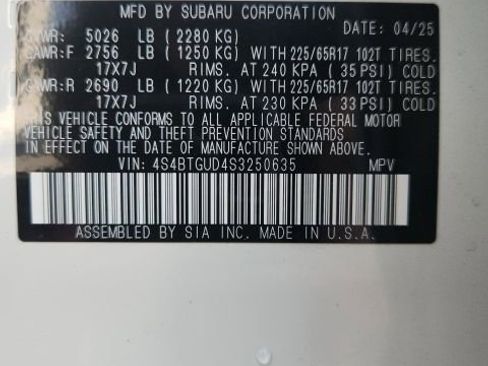 MFD BY SUBARU CORPORATION
DATE: 04/25
GVWR: 5026 LB (2280 KG)
GAWR:F 2756 LB (1250 KG) WITH 225/65R17 102T TIRES.
17X7J RIMS. AT 240 KPA (35 PSI) COLD
GAWR:R 2690 LB (1220 KG) WITH 225/65R17 102T TIRES.
17X7J RIMS. AT 230 KPA (33 PSI) COLD
THIS VEHICLE CONFORMS TO ALL APPLICABLE FEDERAL MOTOR
VEHICLE SAFETY AND THEFT PREVENTION STANDARDS
IN EFFECT ON THE DATE OF MANUFACTURE SHOWN ABOVE.
VIN: 4S4BTGUD4S3250635 MPV
ASSEMBLED BY SIA INC. MADE IN U.S.A.